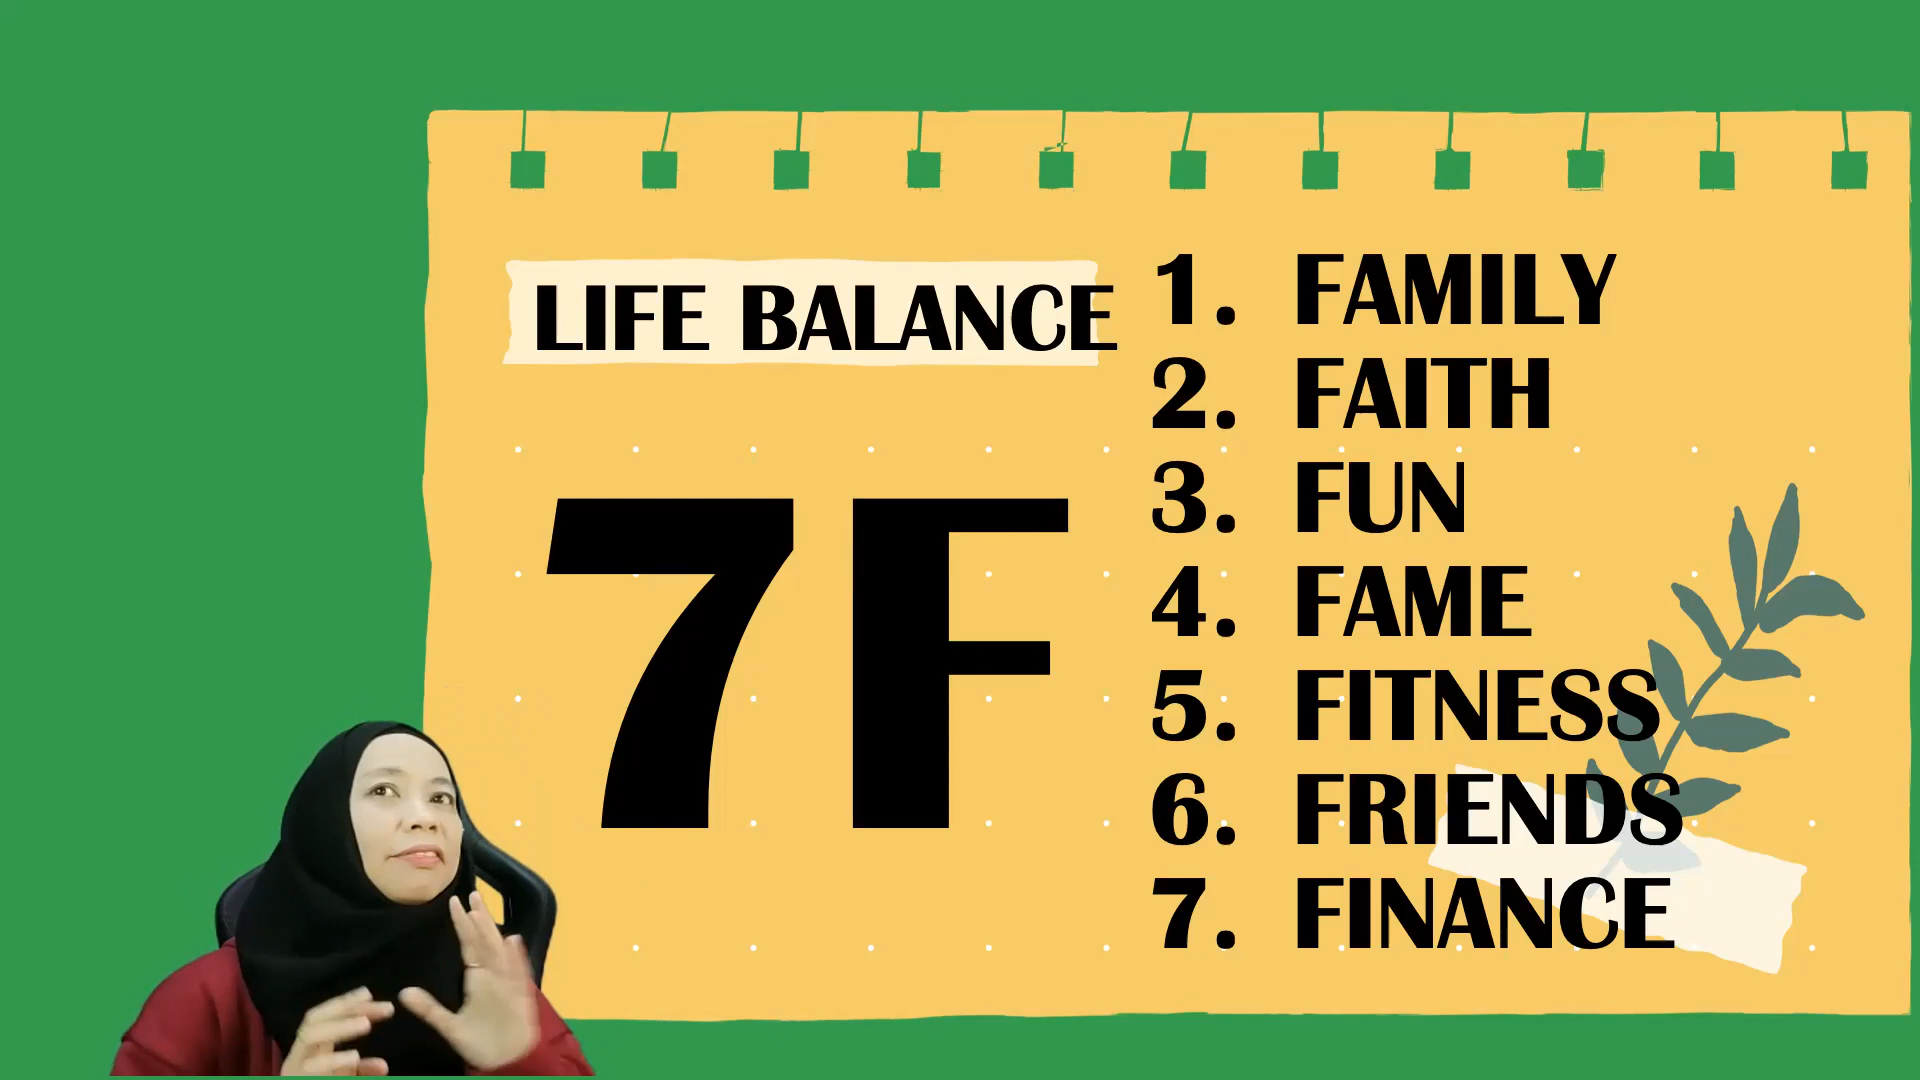 LIFE BALANCE
7F
1. FAMILY
2. FAITH
3. FUN
4. FAME
5. FITNESS
6. FRIENDS
7. FINANCE